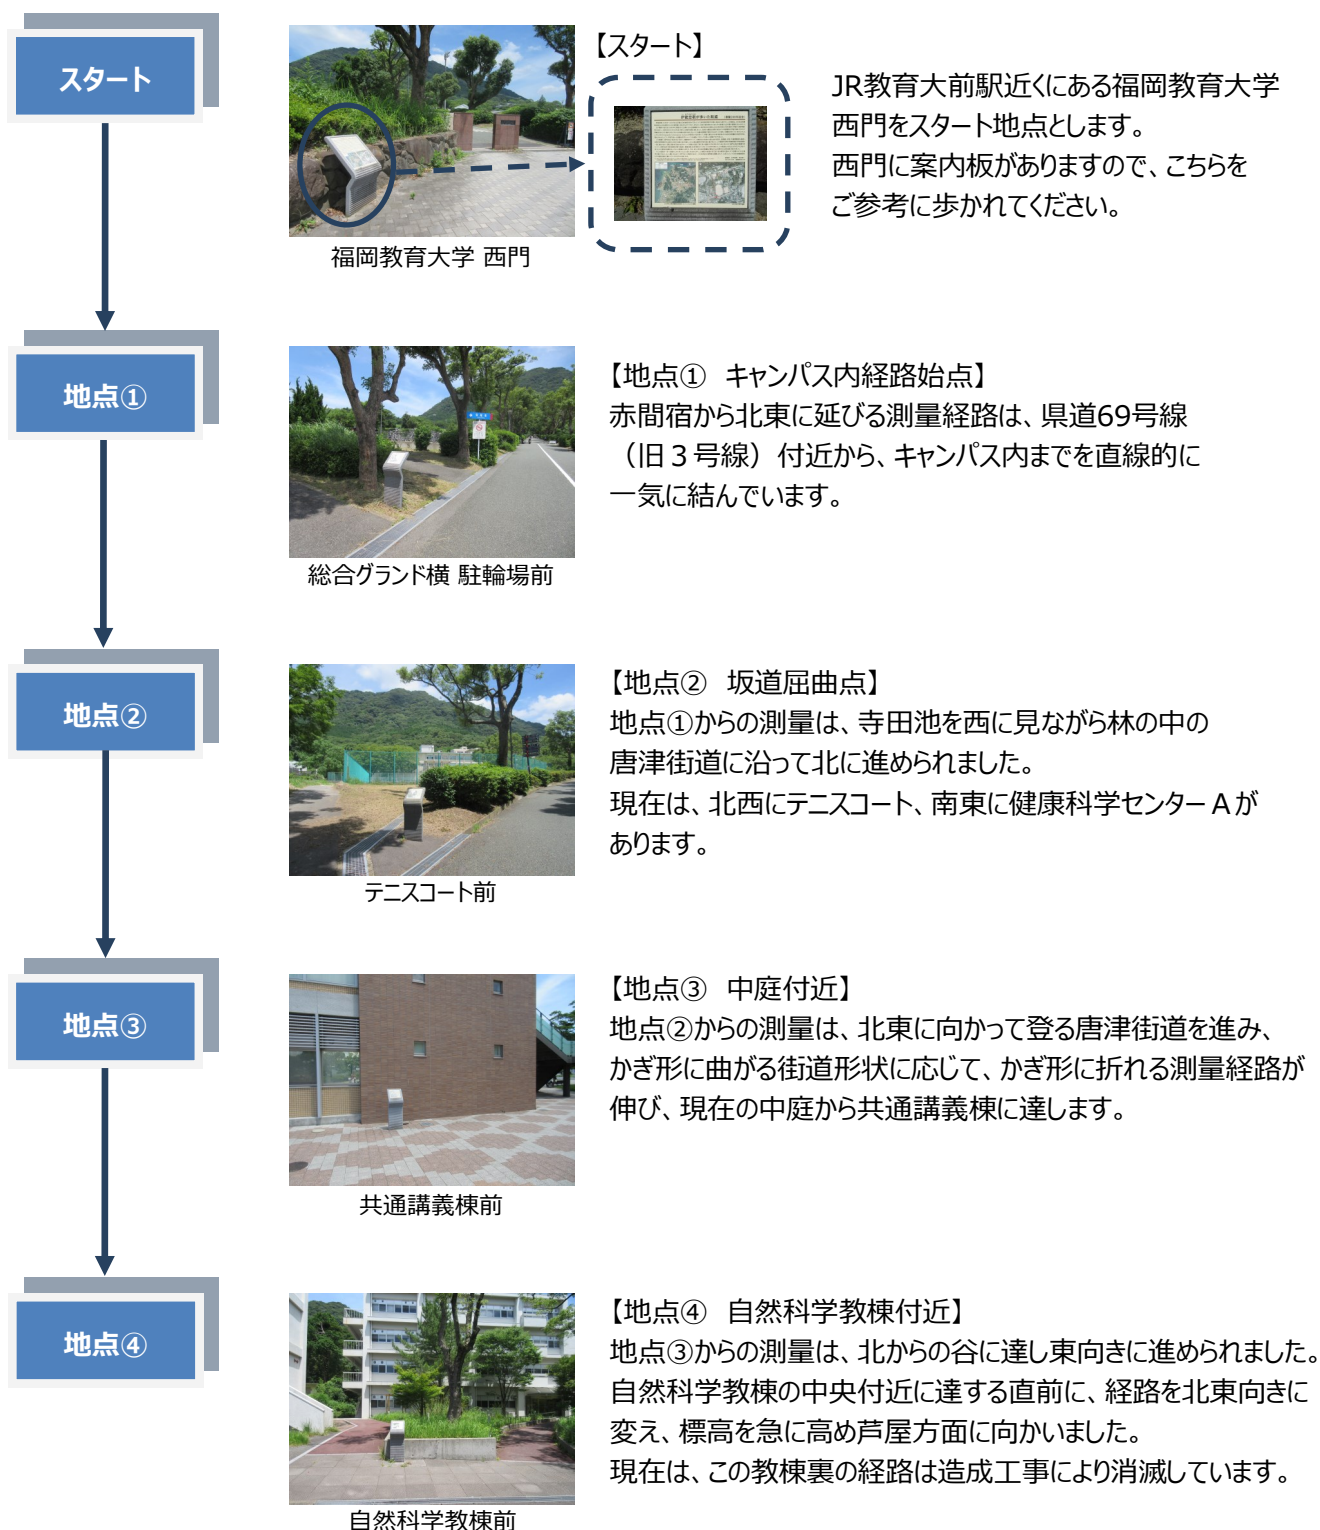 スタート
福岡教育大学 西門
【スタート】
JR教育大前駅近くにある福岡教育大学
西門をスタート地点とします。
西門に案内板がありますので、こちらを
ご参考に歩かれてください。
地点①
総合グランド横 駐輪場前
【地点①　キャンパス内経路始点】
赤間宿から北東に延びる測量経路は、県道69号線
（旧３号線）付近から、キャンパス内までを直線的に
一気に結んでいます。
地点②
テニスコート前
【地点②　坂道屈曲点】
地点①からの測量は、寺田池を西に見ながら林の中の
唐津街道に沿って北に進められました。
現在は、北西にテニスコート、南東に健康科学センターＡが
あります。
地点③
共通講義棟前
【地点③　中庭付近】
地点②からの測量は、北東に向かって登る唐津街道を進み、
かぎ形に曲がる街道形状に応じて、かぎ形に折れる測量経路が
伸び、現在の中庭から共通講義棟に達します。
地点④
自然科学教棟前
【地点④　自然科学教棟付近】
地点③からの測量は、北からの谷に達し東向きに進められました。
自然科学教棟の中央付近に達する直前に、経路を北東向きに
変え、標高を急に高め芦屋方面に向かいました。
現在は、この教棟裏の経路は造成工事により消滅しています。